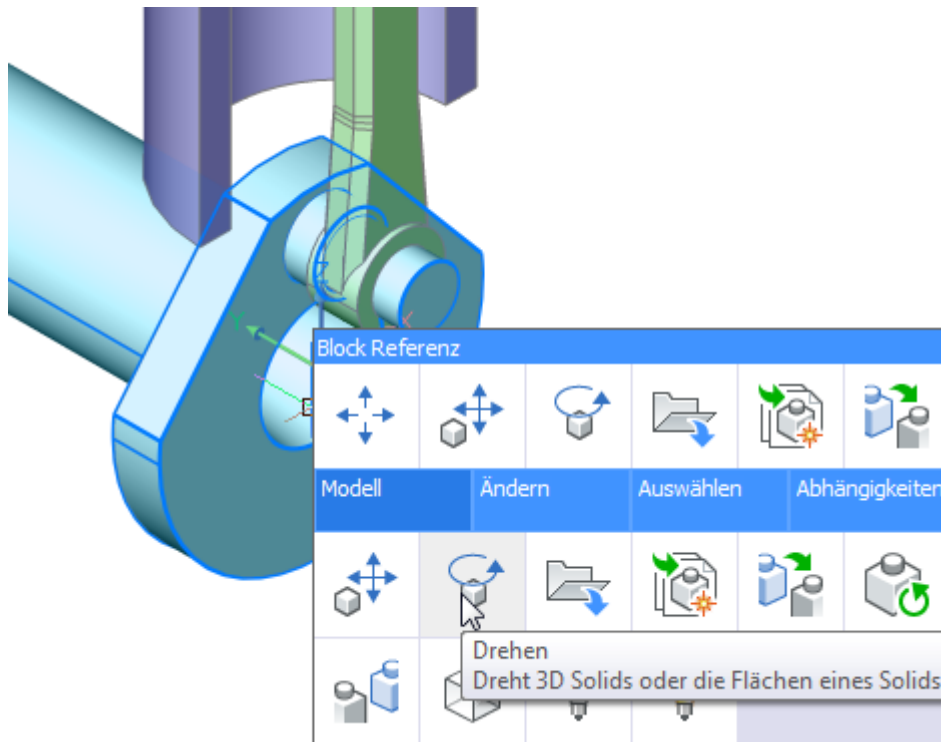 Z
Y
X
Block Referenz
Modell
Ändern
Auswählen
Abhängigkeiten
Drehen
Dreht 3D Solids oder die Flächen eines Solids